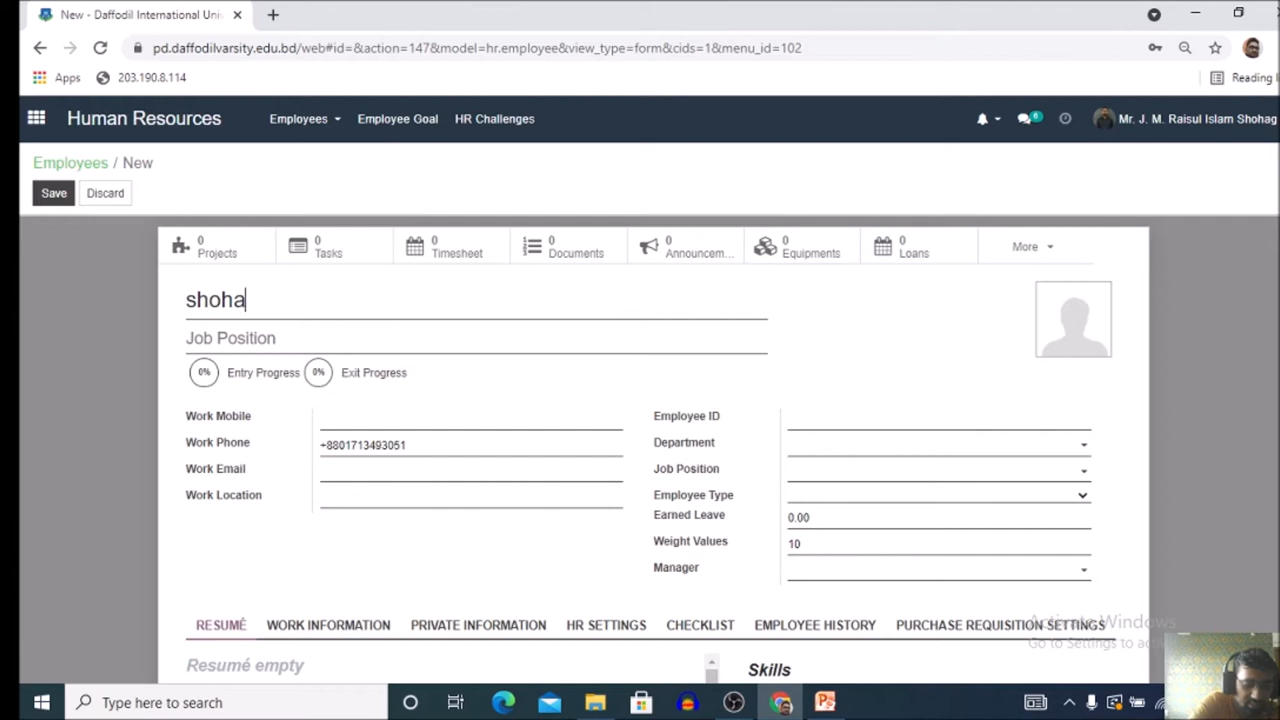 New - Daffodil International Uni
pd.daffodilvarsity.edu.bd/web#id=&action=147&model=hr.employee&view_type=form&cids=1&menu_id=102
Apps 203.190.8.114 Reading
Human Resources Employees Employee Goal HR Challenges Mr. J. M. Raisul Islam Shohag
Employees / New
Save Discard
0 Projects
0 Tasks
0 Timesheet
0 Documents
0 Announcem...
0 Equipments
0 Loans
More
shoha
Job Position
0% Entry Progress 0% Exit Progress
Work Mobile
Work Phone +8801713493051
Work Email
Work Location
Employee ID
Department
Job Position
Employee Type
Earned Leave 0.00
Weight Values 10
Manager
RESUMÉ WORK INFORMATION PRIVATE INFORMATION HR SETTINGS CHECKLIST EMPLOYEE HISTORY PURCHASE REQUISITION SETTINGS
Activate Windows
Go to Settings to
Resumé empty
Skills
Type here to search